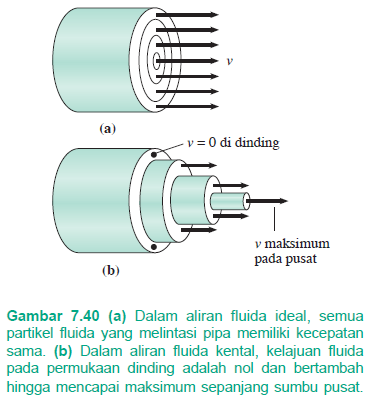 v
(a)
v = 0 di dinding
v maksimum
pada pusat
(b)
Gambar 7.40 (a) Dalam aliran fluida ideal, semua
partikel fluida yang melintasi pipa memiliki kecepatan
sama. (b) Dalam aliran fluida kental, kelajuan fluida
pada permukaan dinding adalah nol dan bertambah
hingga mencapai maksimum sepanjang sumbu pusat.